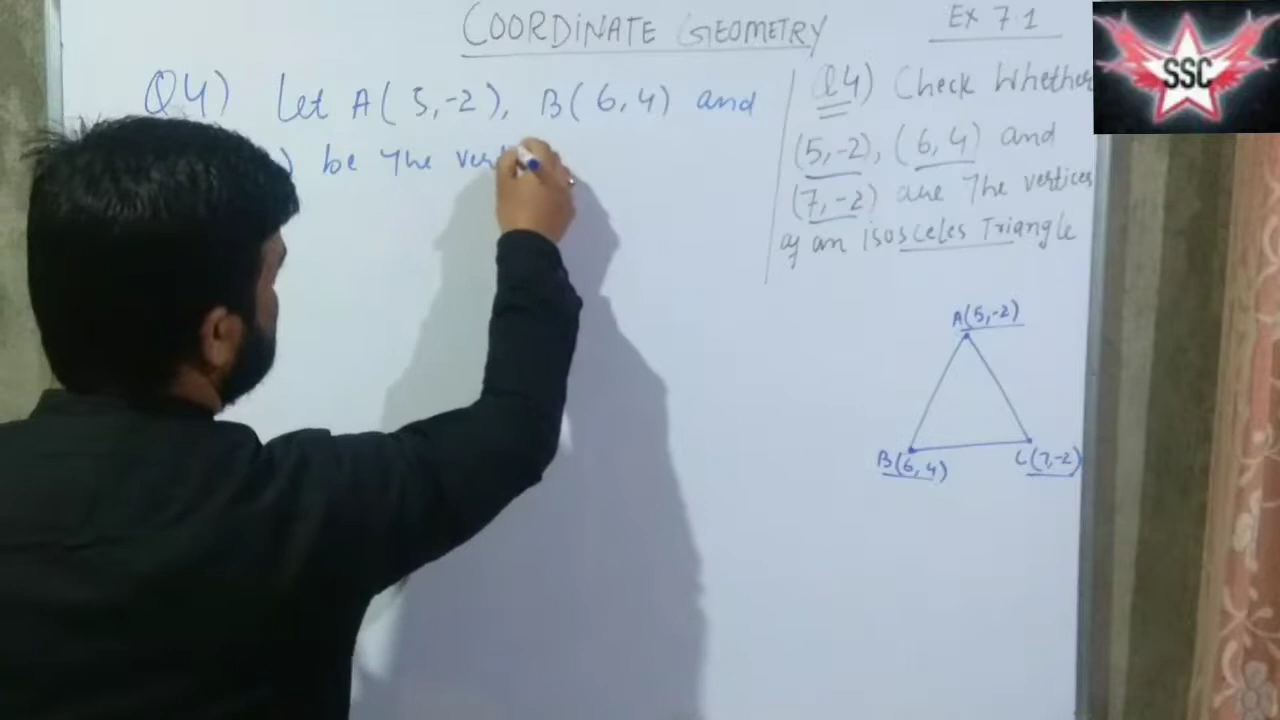 COORDINATE GEOMETRY
Ex 7.1
SSC
Q4) Let A(5,-2), B(6,4) and
) be The vert
Q4) Check Whether
(5,-2), (6,4) and
(7,-2) are The vertices
of an isosceles Triangle
A(5,-2)
B(6,4)
C(7,-2)